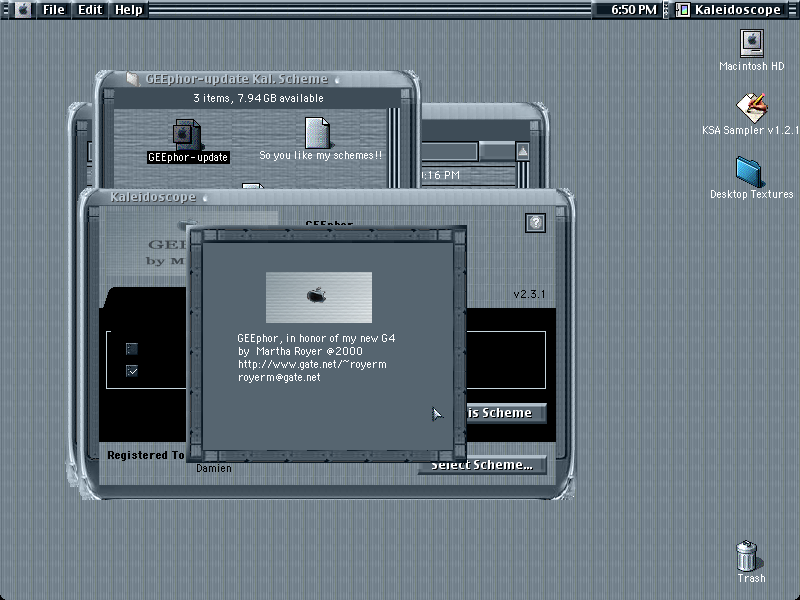 File Edit Help
6:50 PM
Kaleidoscope
Macintosh HD
KSA Sampler v1.2.1
Desktop Textures
Trash
GEEphor-update Kal. Scheme
3 items, 7.94 GB available
GEEphor-update
So you like my schemes!!
:16 PM
Kaleidoscope
GEEphor
GEE
by M
v2.3.1
GEEphor, in honor of my new G4
by Martha Royer @2000
http://www.gate.net/~royerm
royerm@gate.net
is Scheme
Registered To
Damien
Select Scheme...